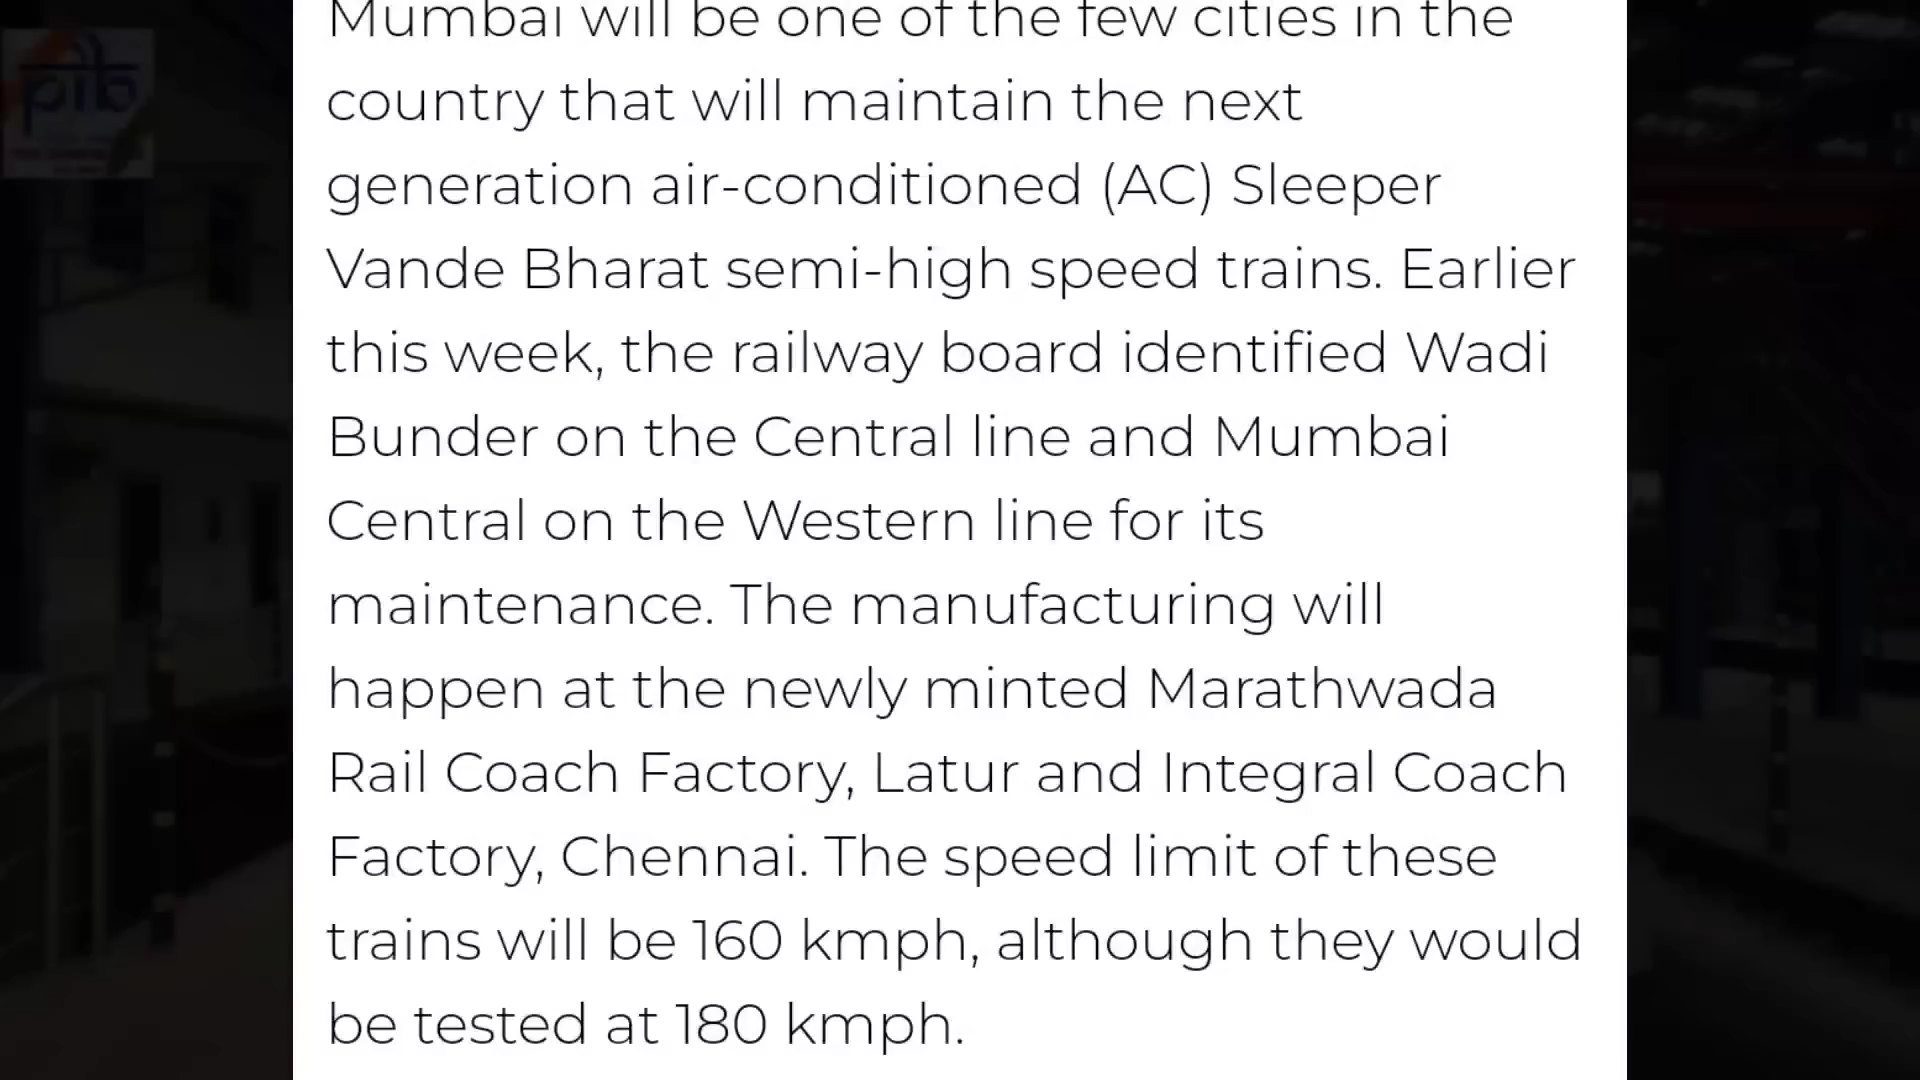 pib
Mumbai will be one of the few cities in the
country that will maintain the next
generation air-conditioned (AC) Sleeper
Vande Bharat semi-high speed trains. Earlier
this week, the railway board identified Wadi
Bunder on the Central line and Mumbai
Central on the Western line for its
maintenance. The manufacturing will
happen at the newly minted Marathwada
Rail Coach Factory, Latur and Integral Coach
Factory, Chennai. The speed limit of these
trains will be 160 kmph, although they would
be tested at 180 kmph.